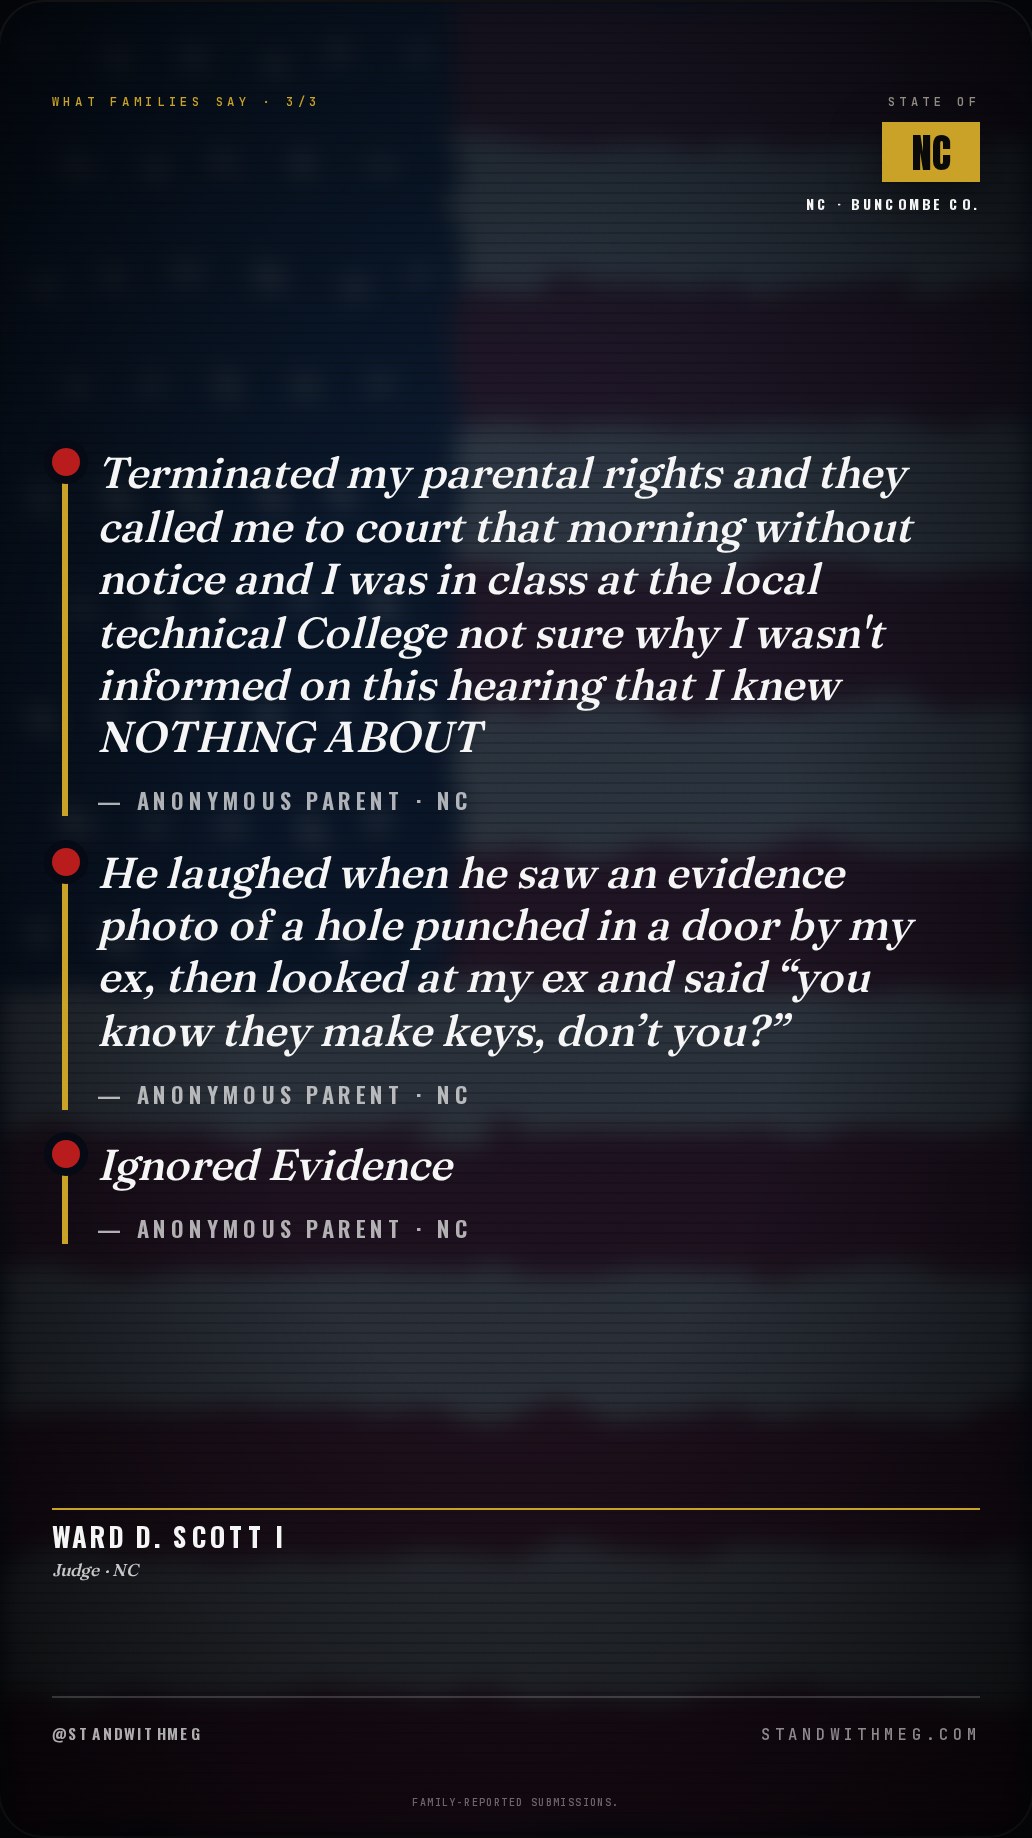 WHAT FAMILIES SAY · 3/3
STATE OF
NC
NC · BUNCOMBE CO.
Terminated my parental rights and they
called me to court that morning without
notice and I was in class at the local
technical College not sure why I wasn't
informed on this hearing that I knew
NOTHING ABOUT
— ANONYMOUS PARENT · NC
He laughed when he saw an evidence
photo of a hole punched in a door by my
ex, then looked at my ex and said “you
know they make keys, don’t you?”
— ANONYMOUS PARENT · NC
Ignored Evidence
— ANONYMOUS PARENT · NC
WARD D. SCOTT I
Judge · NC
@STANDWITHMEG
STANDWITHMEG.COM
FAMILY-REPORTED SUBMISSIONS.